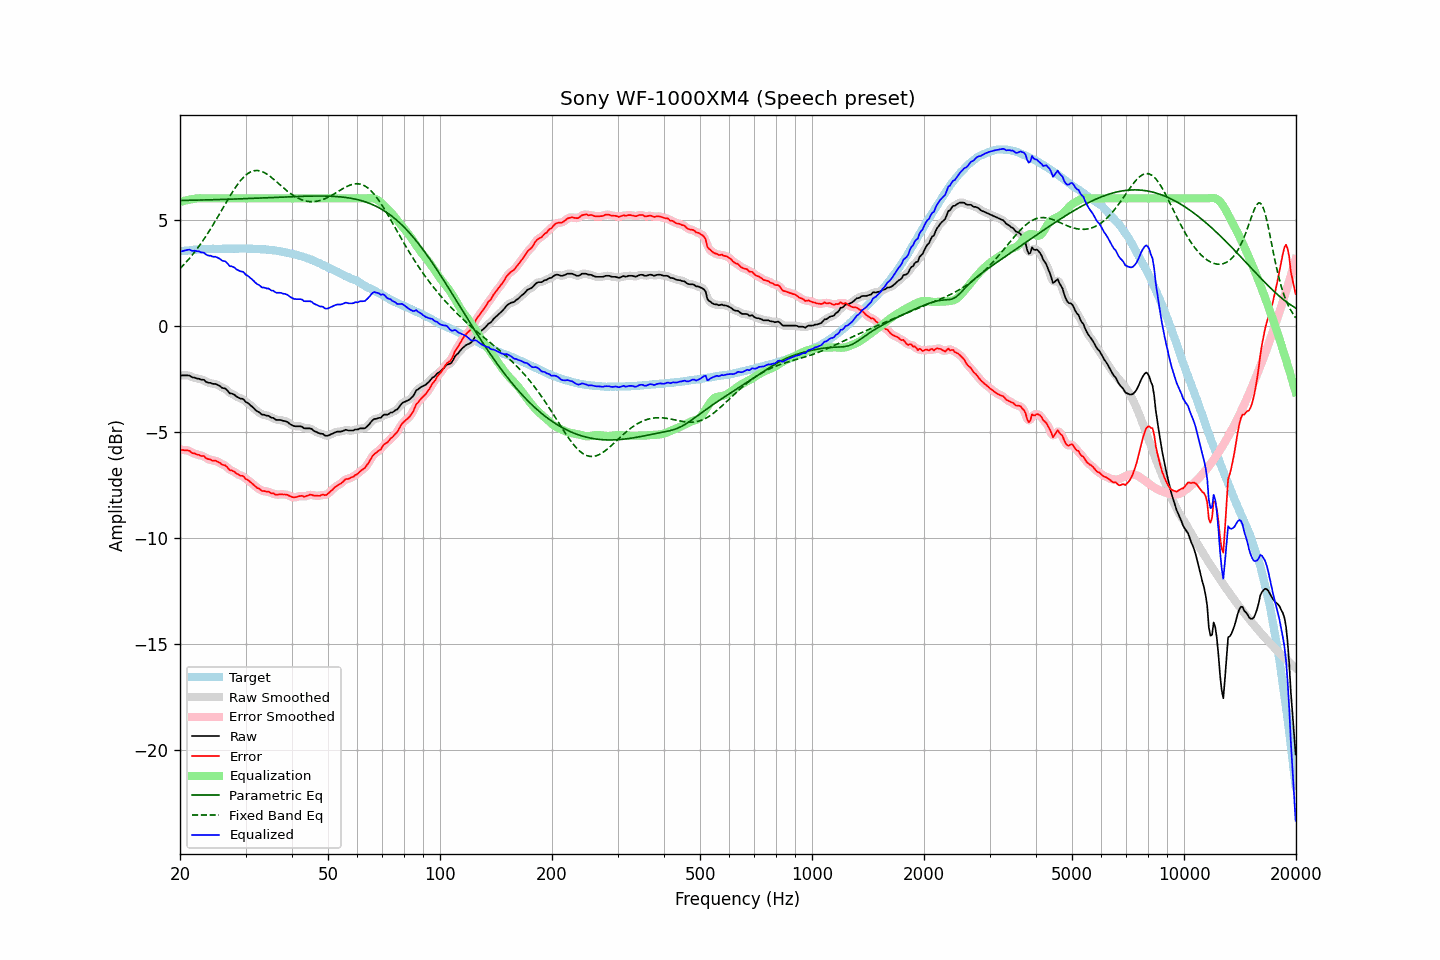 Sony WF-1000XM4 (Speech preset)
Amplitude (dBr)
5
0
−5
−10
−15
−20
Target
Raw Smoothed
Error Smoothed
Raw
Error
Equalization
Parametric Eq
Fixed Band Eq
Equalized
20 50 100 200 500 1000 2000 5000 10000 20000
Frequency (Hz)